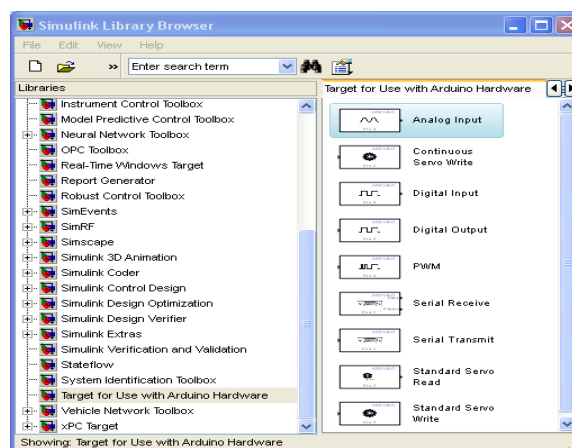 Simulink Library Browser
File Edit View Help
» Enter search term
Libraries
Instrument Control Toolbox
Model Predictive Control Toolbox
Neural Network Toolbox
OPC Toolbox
Real-Time Windows Target
Report Generator
Robust Control Toolbox
SimEvents
SimRF
Simscape
Simulink 3D Animation
Simulink Coder
Simulink Control Design
Simulink Design Optimization
Simulink Design Verifier
Simulink Extras
Simulink Verification and Validation
Stateflow
System Identification Toolbox
Target for Use with Arduino Hardware
Vehicle Network Toolbox
xPC Target
Target for Use with Arduino Hardware
Analog Input
Continuous
Servo Write
Digital Input
Digital Output
PWM
Serial Receive
Serial Transmit
Standard Servo
Read
Standard Servo
Write
Showing: Target for Use with Arduino Hardware